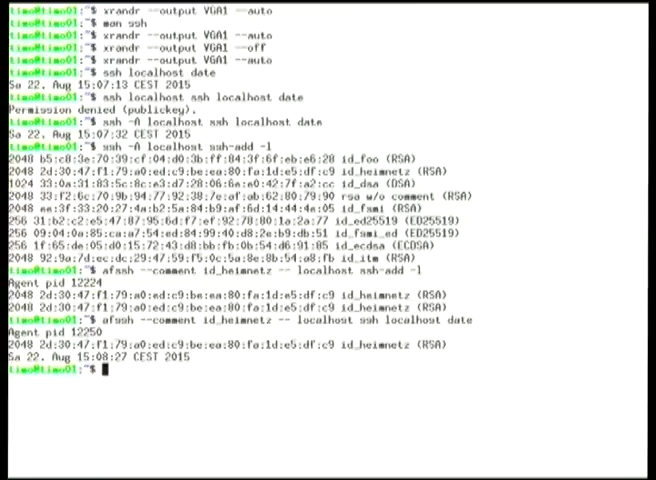 timo@timo01:~$ xrandr --output VGA1 --auto
timo@timo01:~$ man ssh
timo@timo01:~$ xrandr --output VGA1 --auto
timo@timo01:~$ xrandr --output VGA1 --off
timo@timo01:~$ xrandr --output VGA1 --auto
timo@timo01:~$ ssh localhost date
Sa 22. Aug 15:07:13 CEST 2015
timo@timo01:~$ ssh localhost ssh localhost date
Permission denied (publickey).
timo@timo01:~$ ssh -A localhost ssh localhost date
Sa 22. Aug 15:07:32 CEST 2015
timo@timo01:~$ ssh -A localhost ssh-add -l
2048 b5:c8:3e:70:39:cf:04:d0:3b:ff:84:3f:6f:eb:e6:28 id_foo (RSA)
2048 2d:30:47:f1:79:a0:ed:c9:be:ea:80:fa:1d:e5:df:c9 id_heimnetz (RSA)
1024 33:0a:31:83:5c:8c:a3:d7:28:06:6a:a0:42:7f:a2:cc id_dsa (DSA)
2048 33:f2:6c:70:9b:94:77:92:38:7e:af:ab:62:80:79:90 rsa w/o comment (RSA)
2048 ee:3f:33:20:27:4a:b2:5a:84:b9:af:6d:14:44:4e:05 id_fsmi (RSA)
256 31:b2:c2:e5:47:87:95:6d:f7:ef:92:78:80:1a:2a:77 id_ed25519 (ED25519)
256 09:04:0a:85:ca:a7:54:ed:84:99:40:d8:2e:b9:db:51 id_fsmi_ed (ED25519)
256 1f:65:de:05:d0:15:72:43:d8:bb:fb:0b:54:d6:91:85 id_ecdsa (ECDSA)
2048 92:9a:7d:ec:dc:29:47:59:f5:0c:5a:8e:8b:54:a8:fb id_itm (RSA)
timo@timo01:~$ afssh --comment id_heimnetz -- localhost ssh-add -l
Agent pid 12224
2048 2d:30:47:f1:79:a0:ed:c9:be:ea:80:fa:1d:e5:df:c9 id_heimnetz (RSA)
2048 2d:30:47:f1:79:a0:ed:c9:be:ea:80:fa:1d:e5:df:c9 id_heimnetz (RSA)
timo@timo01:~$ afssh --comment id_heimnetz -- localhost ssh localhost date
Agent pid 12250
2048 2d:30:47:f1:79:a0:ed:c9:be:ea:80:fa:1d:e5:df:c9 id_heimnetz (RSA)
Sa 22. Aug 15:08:27 CEST 2015
timo@timo01:~$